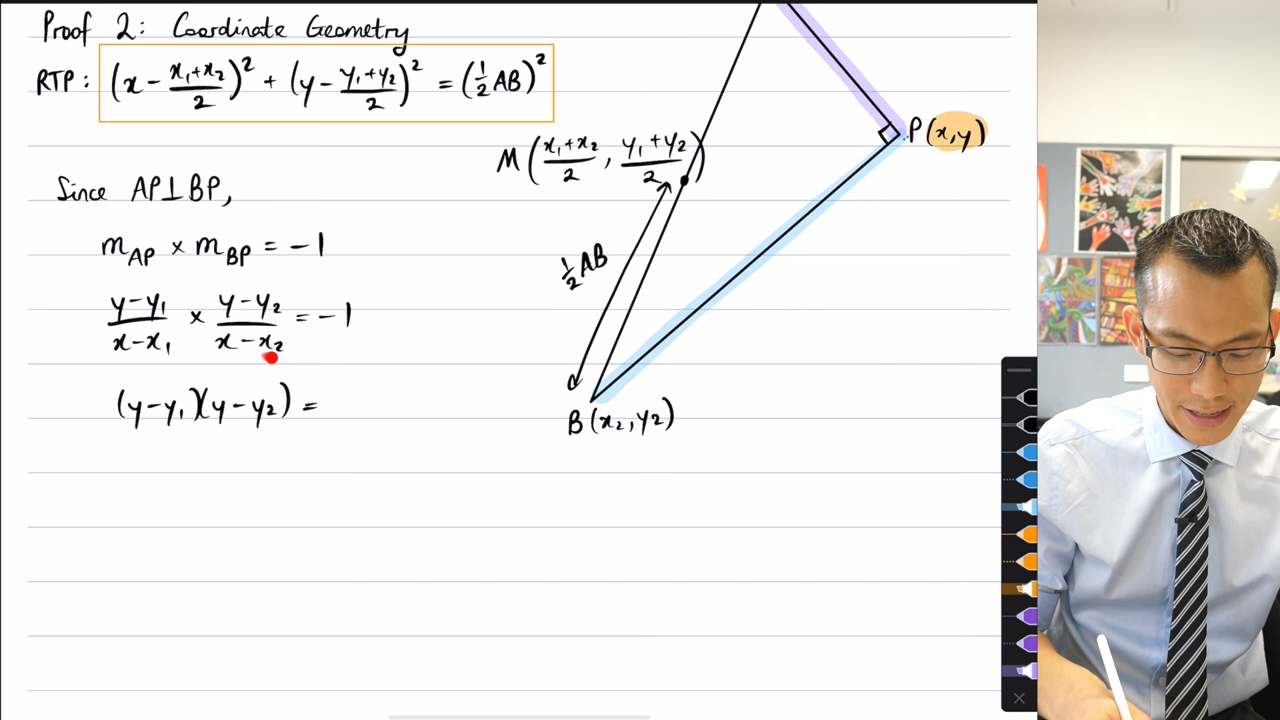 Proof 2: Coordinate Geometry
RTP: (x - (x₁+x₂)/2)² + (y - (y₁+y₂)/2)² = (½AB)²
P(x,y)
M((x₁+x₂)/2, (y₁+y₂)/2)
Since AP⊥BP,
m_AP × m_BP = -1
½AB
(y-y₁)/(x-x₁) × (y-y₂)/(x-x₂) = -1
(y-y₁)(y-y₂) =
B(x₂,y₂)